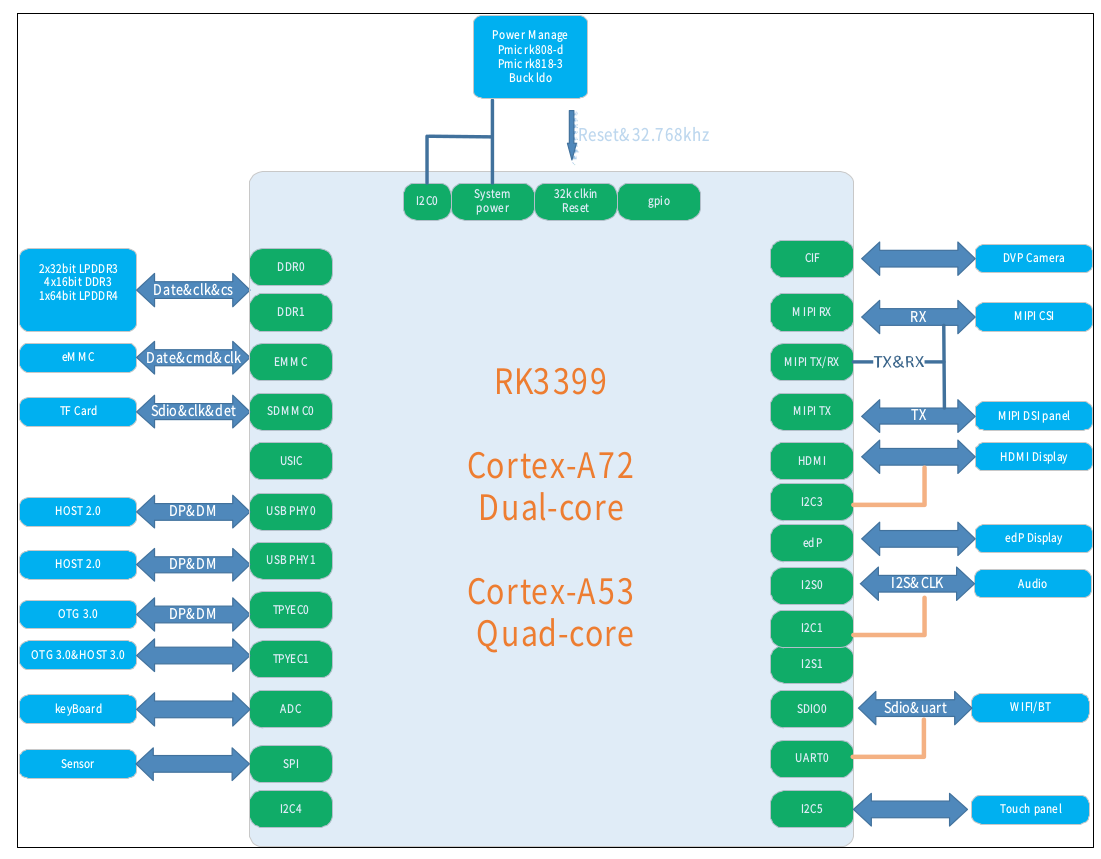 Power Manage
Pmic rk808-d
Pmic rk818-3
Buck ldo
Reset&32.768khz
I2C0
System
power
32k clkin
Reset
gpio
2x32bit LPDDR3
4x16bit DDR3
1x64bit LPDDR4
Date&clk&cs
DDR0
DDR1
eMMC
Date&cmd&clk
EMMC
TF Card
Sdio&clk&det
SDMMC0
USIC
HOST 2.0
DP&DM
USB PHY0
HOST 2.0
DP&DM
USB PHY1
OTG 3.0
DP&DM
TPYEC0
OTG 3.0&HOST 3.0
TPYEC1
keyBoard
ADC
Sensor
SPI
I2C4
RK3399
Cortex-A72
Dual-core
Cortex-A53
Quad-core
CIF
DVP Camera
MIPI RX
RX
MIPI CSI
MIPI TX/RX
TX&RX
MIPI TX
TX
MIPI DSI panel
HDMI
HDMI Display
I2C3
edP
edP Display
I2S0
I2S&CLK
Audio
I2C1
I2S1
SDIO0
Sdio&uart
WIFI/BT
UART0
I2C5
Touch panel